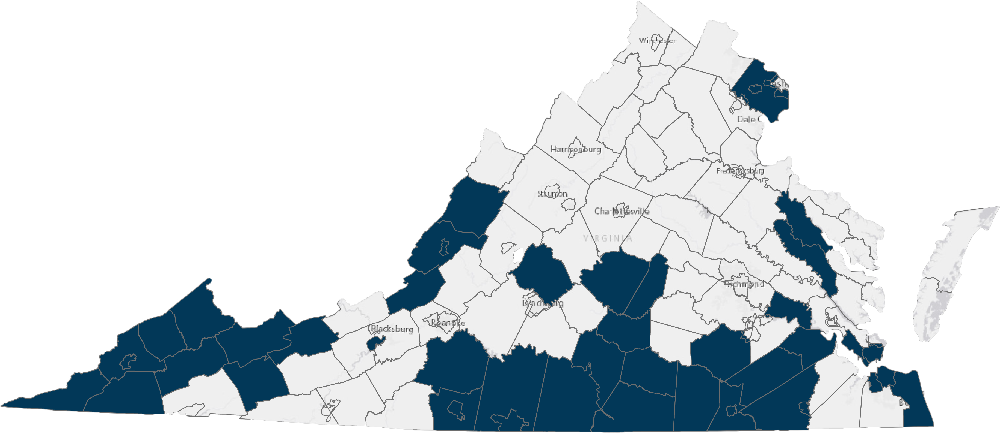 Winchester
Dale C
Harrisonburg
Fredericksburg
Staunton
Charlottesville
VIRGINIA
Richmond
Lynchburg
Roanoke
Blacksburg